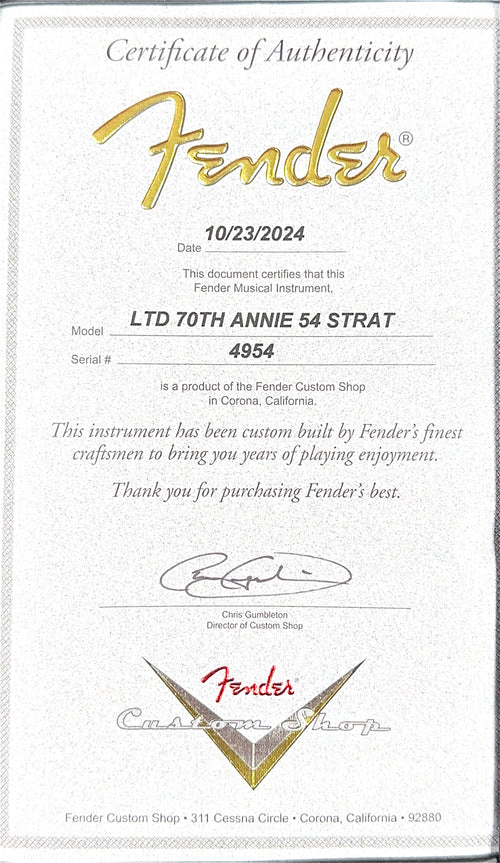 Certificate of Authenticity
Fender®
Date 10/23/2024
This document certifies that this
Fender Musical Instrument,
Model LTD 70TH ANNIE 54 STRAT
Serial # 4954
is a product of the Fender Custom Shop
in Corona, California.
This instrument has been custom built by Fender's finest
craftsmen to bring you years of playing enjoyment.
Thank you for purchasing Fender's best.
Chris Gumbleton
Director of Custom Shop
Fender
Custom Shop
Fender Custom Shop • 311 Cessna Circle • Corona, California • 92880